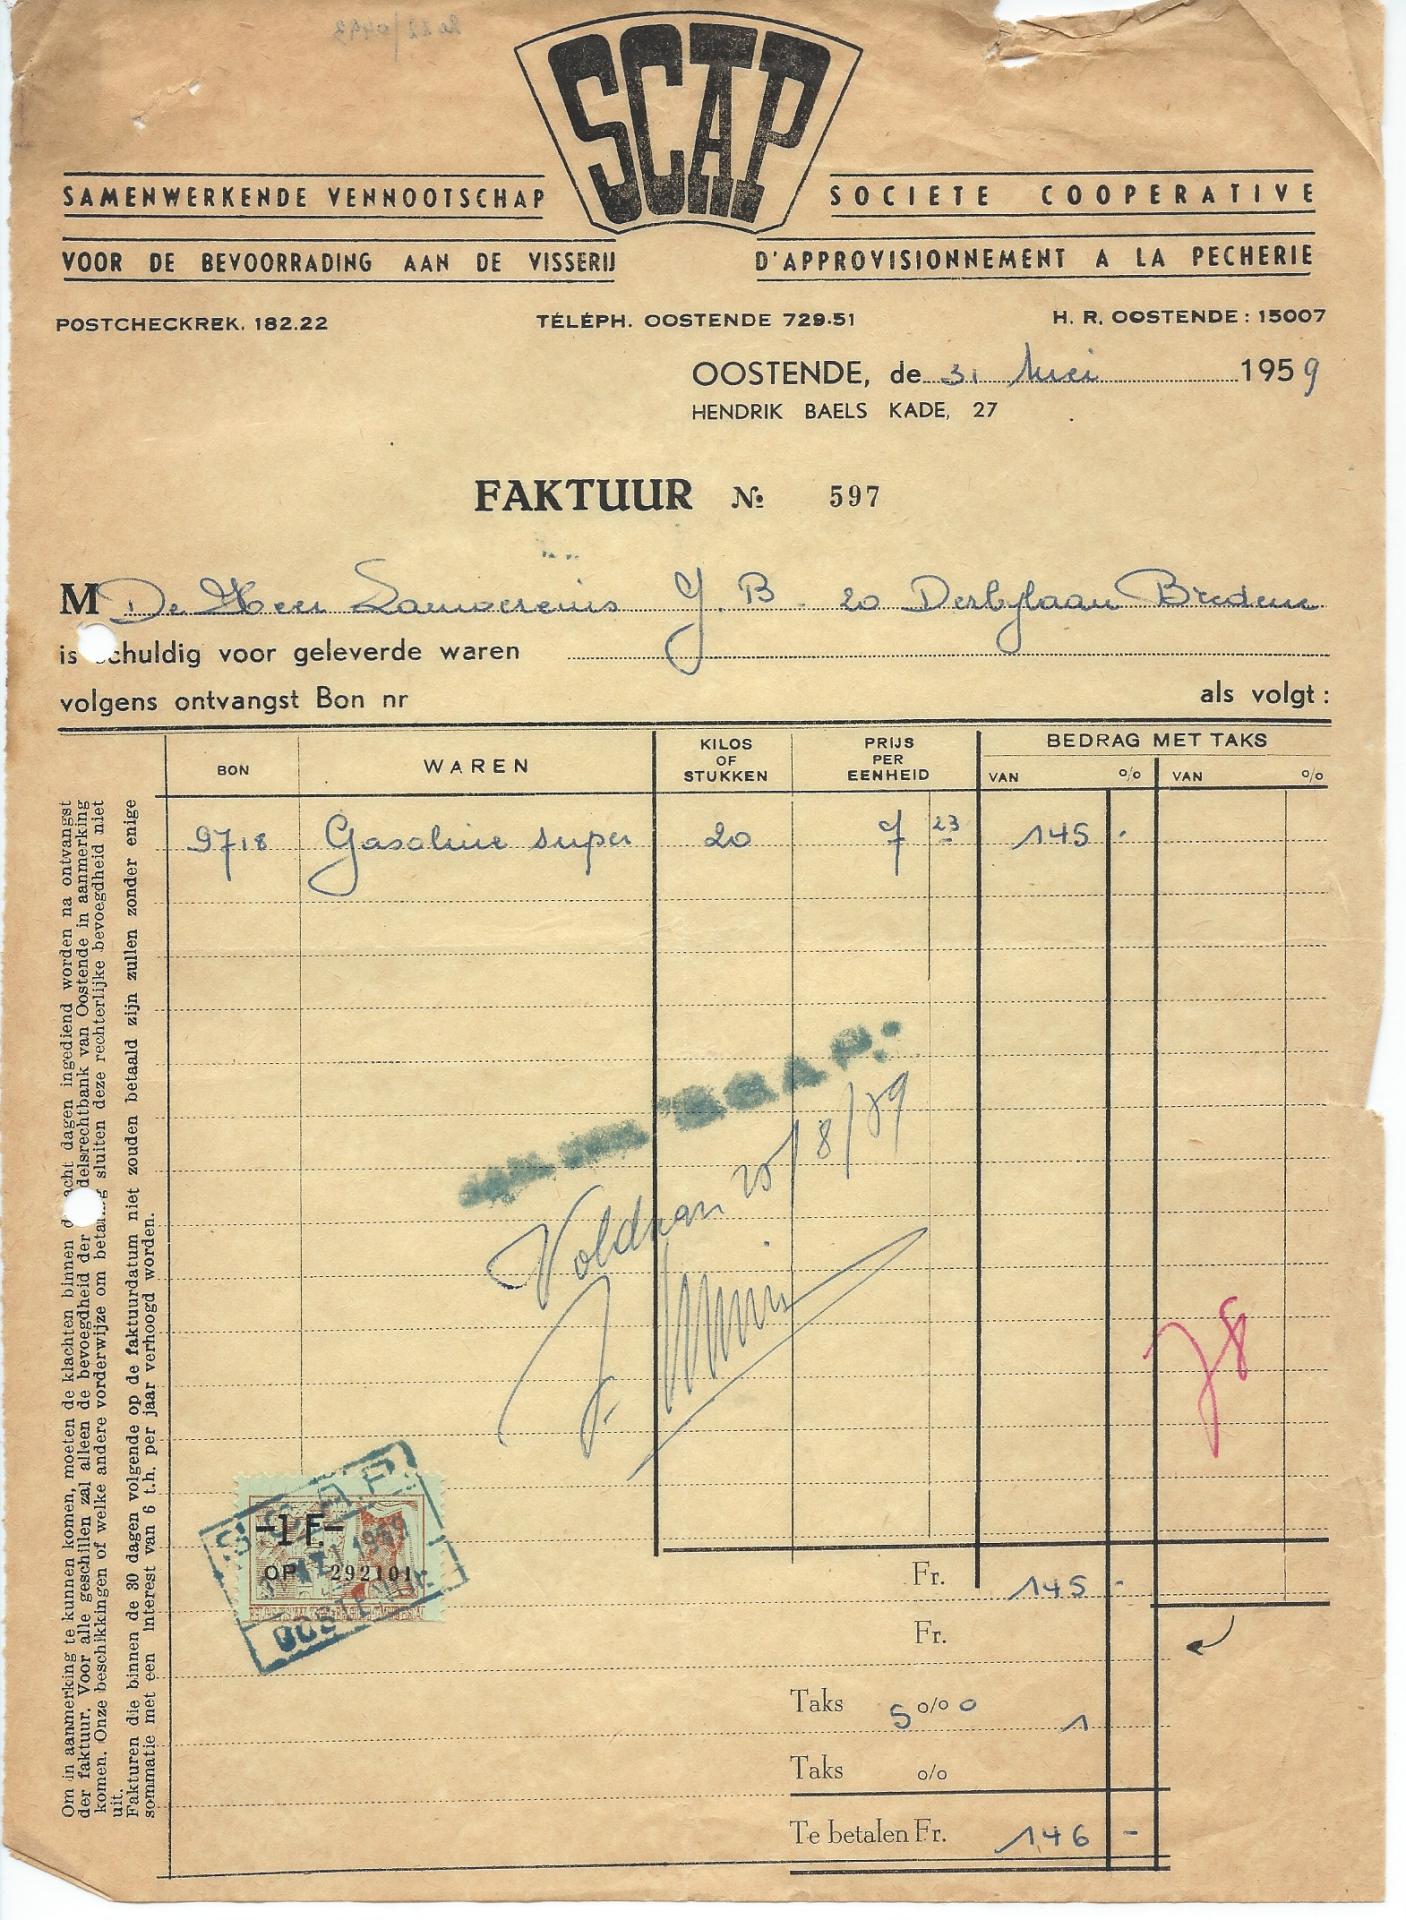 SCAP
SAMENWERKENDE VENNOOTSCHAP
VOOR DE BEVOORRADING AAN DE VISSERIJ
SOCIETE COOPERATIVE
D'APPROVISIONNEMENT A LA PECHERIE
POSTCHECKREK. 182.22
TÉLÉPH. OOSTENDE 729.51
H. R. OOSTENDE : 15007
OOSTENDE, de 31 Mei 1959
HENDRIK BAELS KADE, 27
FAKTUUR № 597
M De Heer Lauwereins J. B. 20 Derbylaan Bredene
is schuldig voor geleverde waren
volgens ontvangst Bon nr als volgt :
BON WAREN KILOS OF STUKKEN PRIJS PER EENHEID BEDRAG MET TAKS
VAN o/o VAN o/o
9718 Gasoline super 20 7 23 145 -
Voldaan 20/8/59
78
S.C.A.P.
-1 F.-
OP 292101
OOSTENDE
Fr. 145 -
Fr.
Taks 5 o/o o 1
Taks o/o
Te betalen Fr. 146 -
Om in aanmerking te kunnen komen, moeten de klachten binnen de acht dagen ingediend worden na ontvangst
der faktuur. Voor alle geschillen zal alleen de bevoegdheid der delsrechtbank van Oostende in aanmerking
komen. Onze beschikkingen of welke andere vorderwijze om betaling sluiten deze rechterlijke bevoegdheid niet
uit.
Fakturen die binnen de 30 dagen volgende op de faktuurdatum niet zouden betaald zijn zullen zonder enige
sommatie met een interest van 6 t.h. per jaar verhoogd worden.